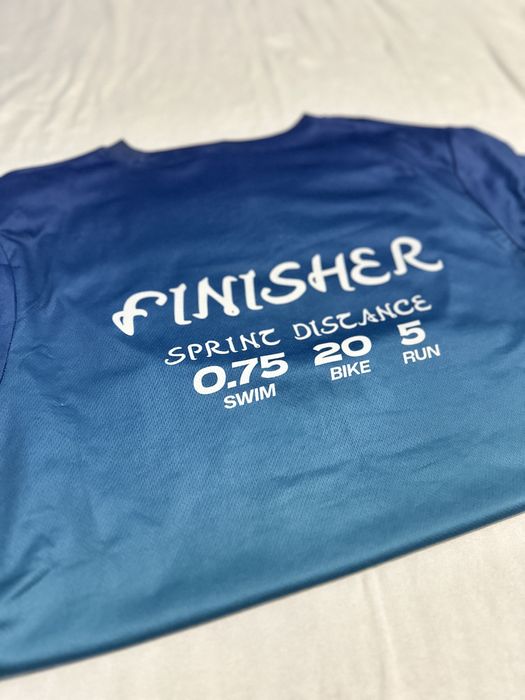 FINISHER
SPRINT DISTANCE
0.75 20 5
SWIM BIKE RUN